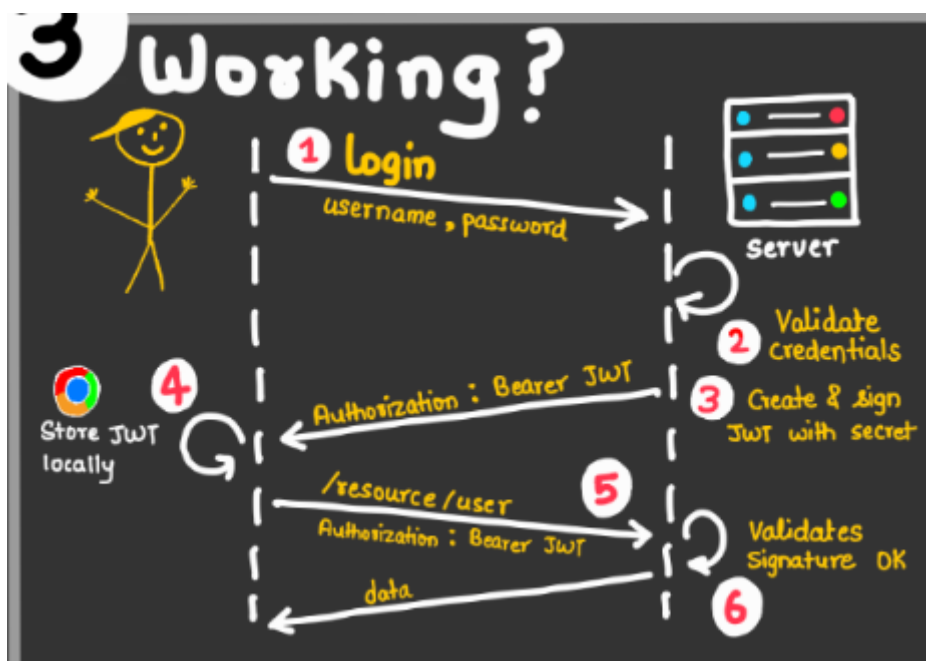 3 Working?
1 login
username, password
server
2 Validate
credentials
3 Create & sign
JWT with secret
Authorization : Bearer JWT
4
Store JWT
locally
5
/resource/user
Authorization : Bearer JWT
Validates
Signature OK
6
data